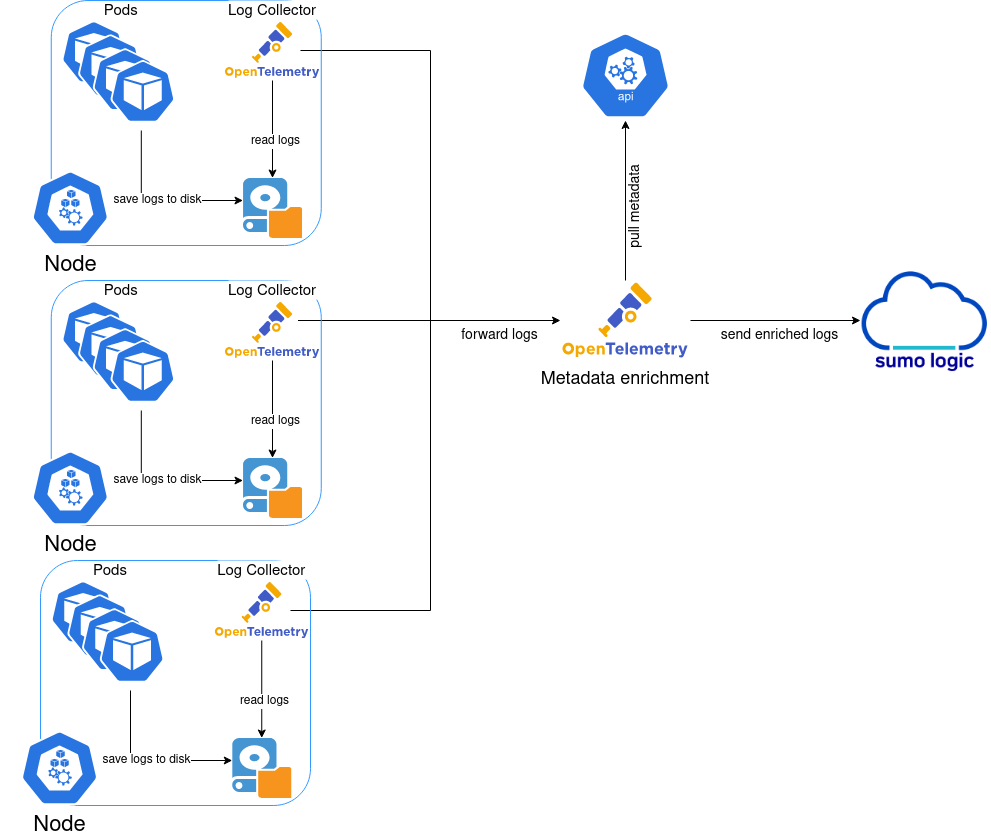 Pods
Log Collector
OpenTelemetry
read logs
save logs to disk
Node
Pods
Log Collector
OpenTelemetry
read logs
save logs to disk
Node
Pods
Log Collector
OpenTelemetry
read logs
save logs to disk
Node
forward logs
api
pull metadata
OpenTelemetry
Metadata enrichment
send enriched logs
sumo logic